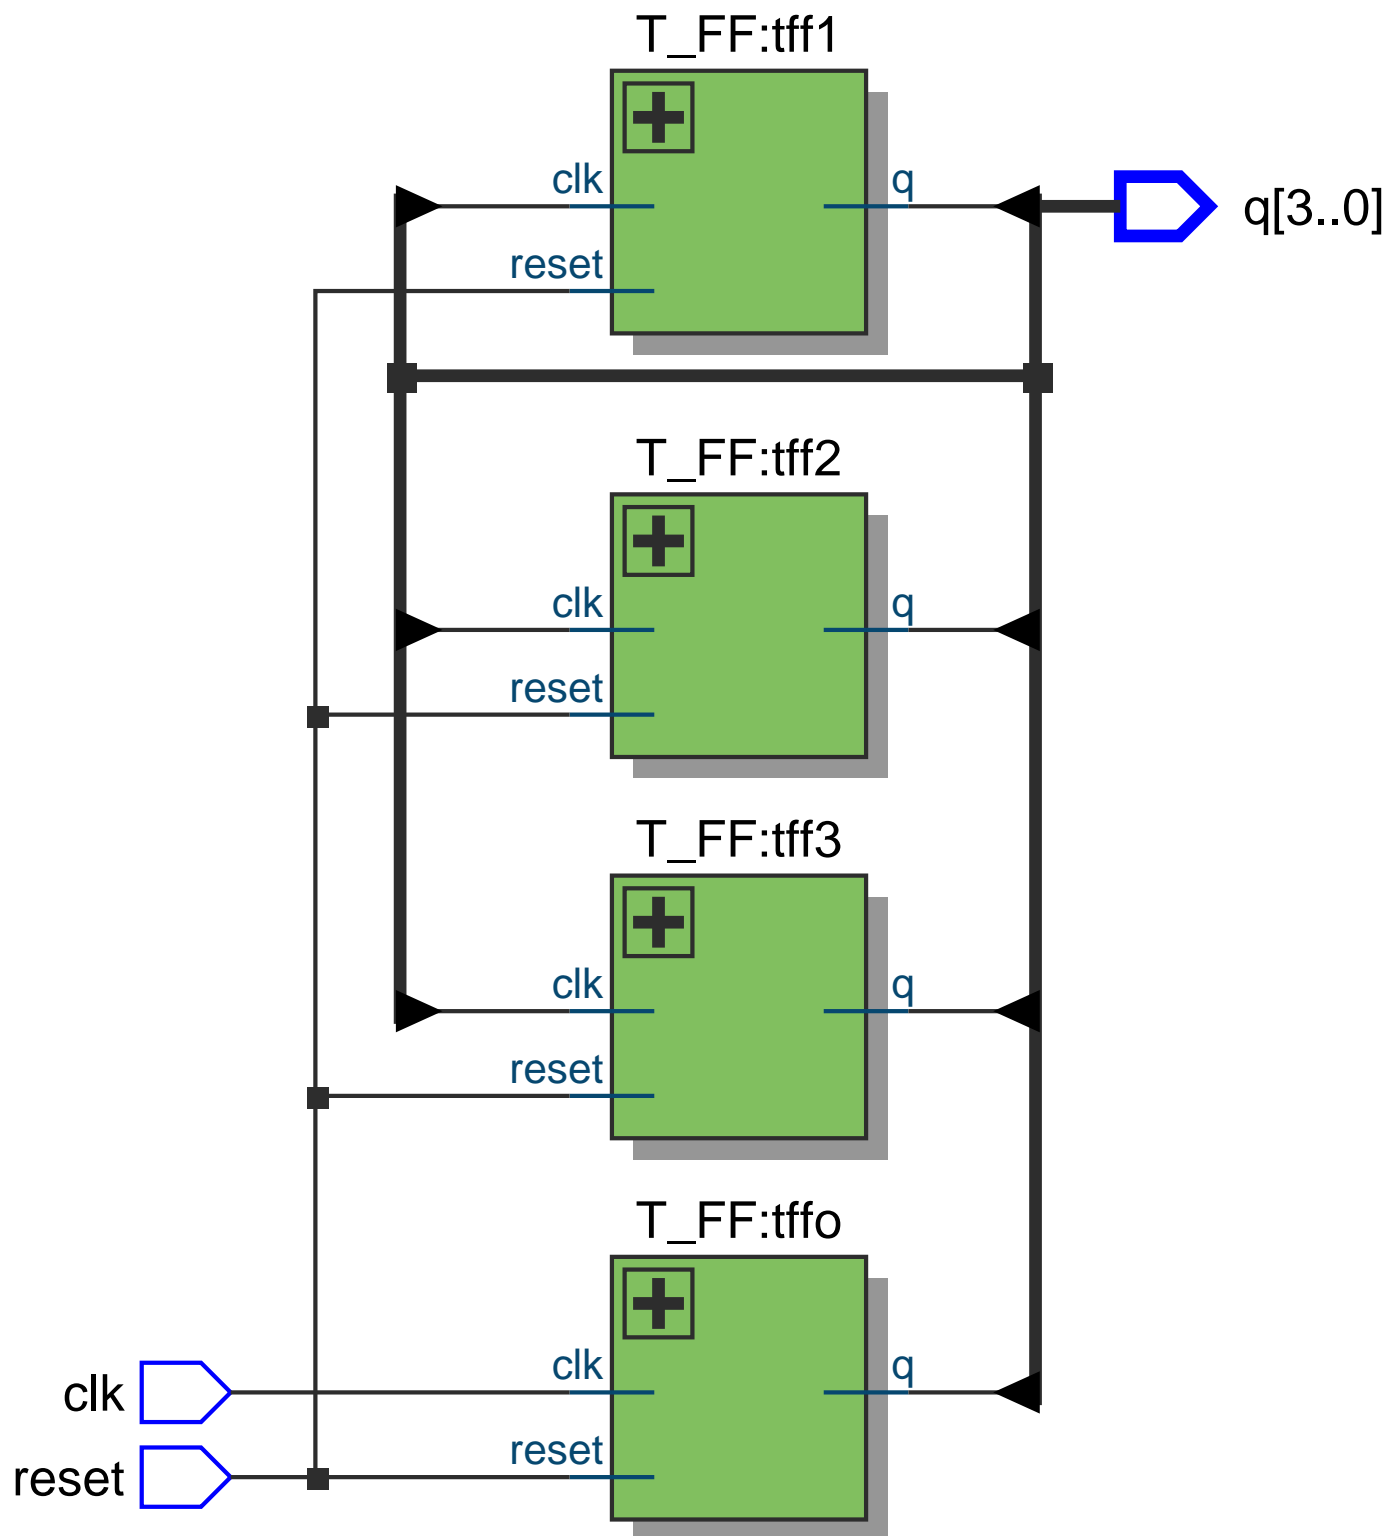 T_FF:tff1
clk
q
q[3..0]
reset
T_FF:tff2
clk
q
reset
T_FF:tff3
clk
q
reset
T_FF:tffo
clk
clk
q
reset
reset